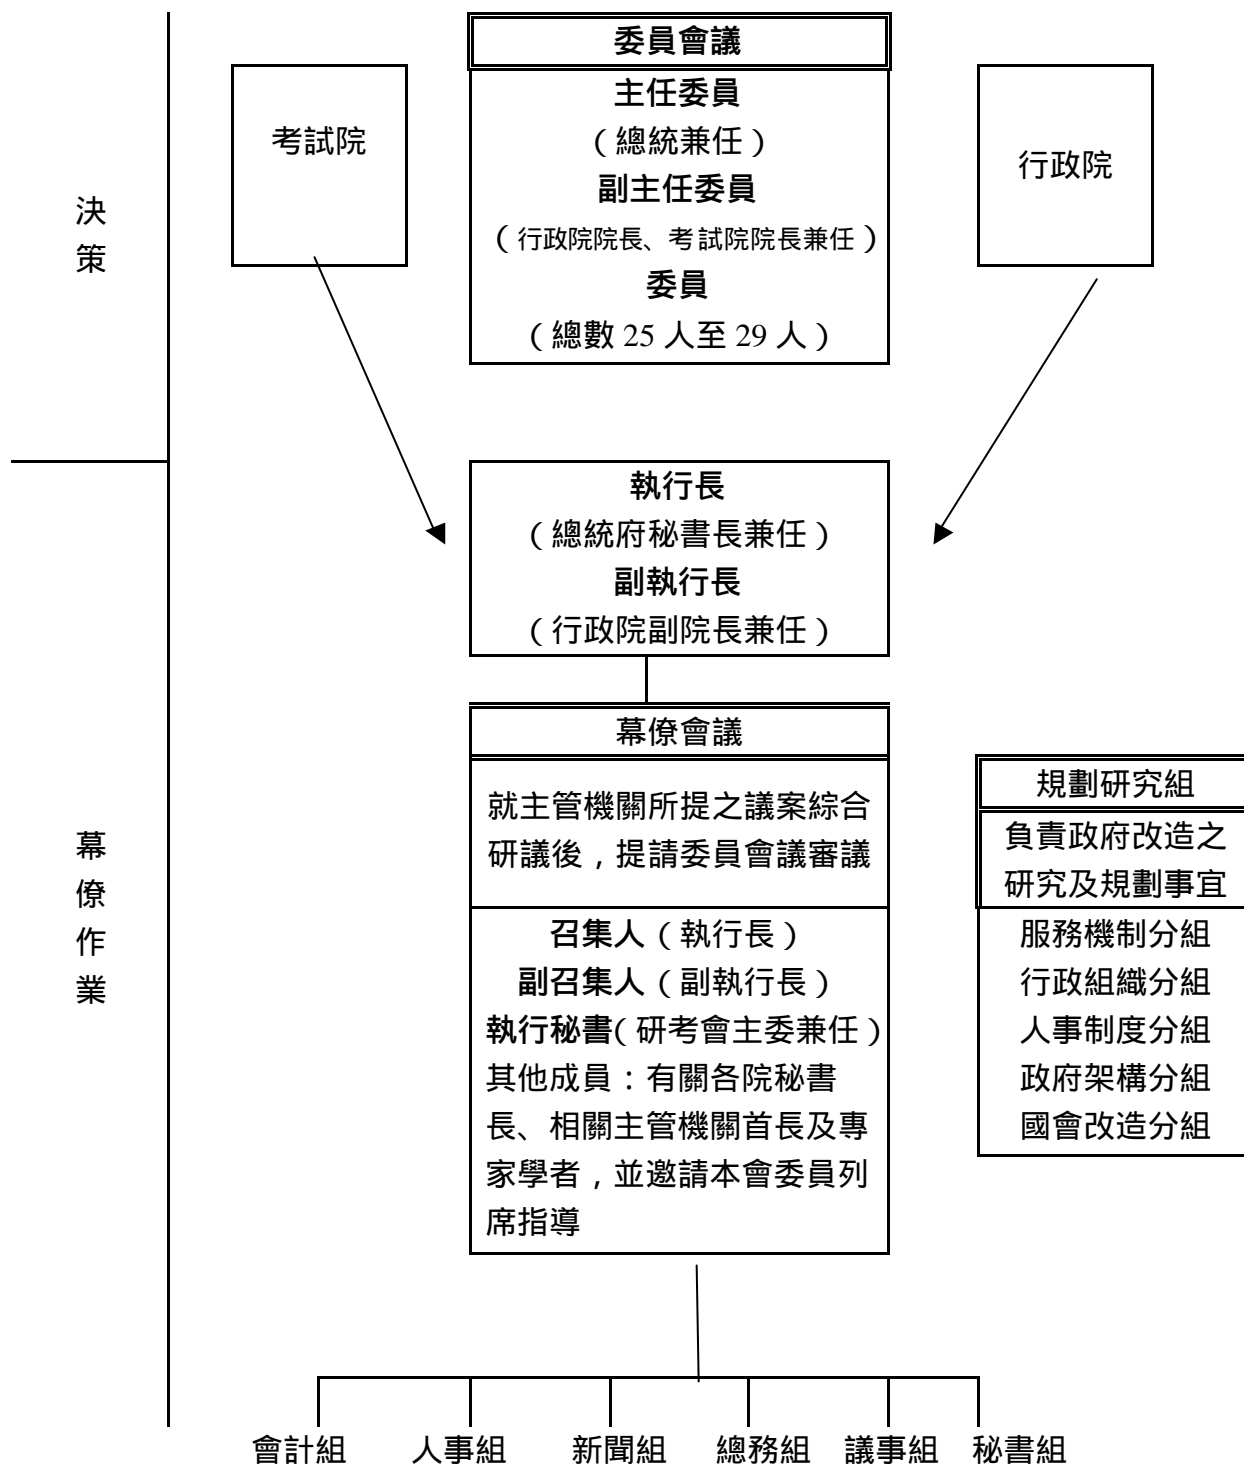 委員會議
主任委員
（總統兼任）
副主任委員
（行政院院長、考試院院長兼任）
委員
（總數 25 人至 29 人）
考試院
行政院
決
策
執行長
（總統府秘書長兼任）
副執行長
（行政院副院長兼任）
幕僚會議
就主管機關所提之議案綜合
研議後，提請委員會議審議
召集人（執行長）
副召集人（副執行長）
執行秘書（研考會主委兼任）
其他成員：有關各院秘書
長、相關主管機關首長及專
家學者，並邀請本會委員列
席指導
規劃研究組
負責政府改造之
研究及規劃事宜
服務機制分組
行政組織分組
人事制度分組
政府架構分組
國會改造分組
幕
僚
作
業
會計組
人事組
新聞組
總務組
議事組
秘書組